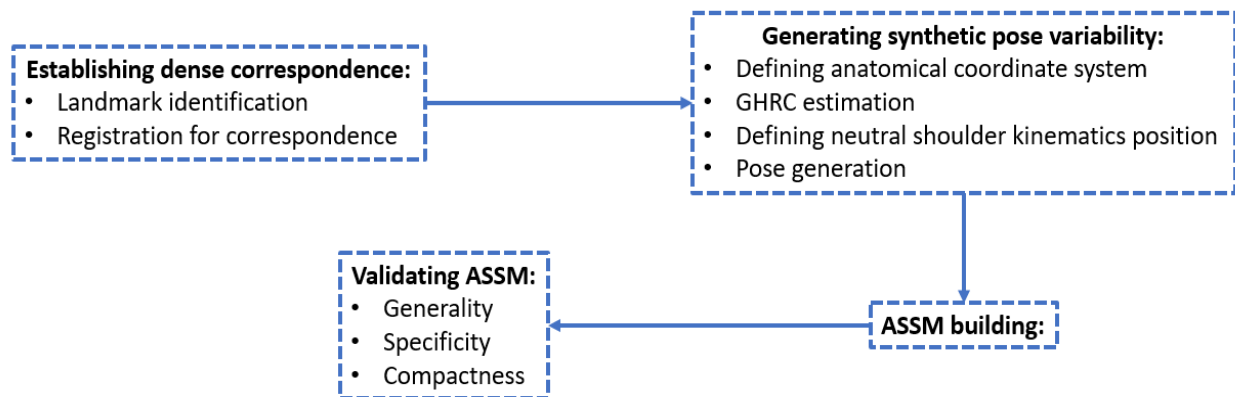 Establishing dense correspondence:
• Landmark identification
• Registration for correspondence
Generating synthetic pose variability:
• Defining anatomical coordinate system
• GHRC estimation
• Defining neutral shoulder kinematics position
• Pose generation
ASSM building:
Validating ASSM:
• Generality
• Specificity
• Compactness